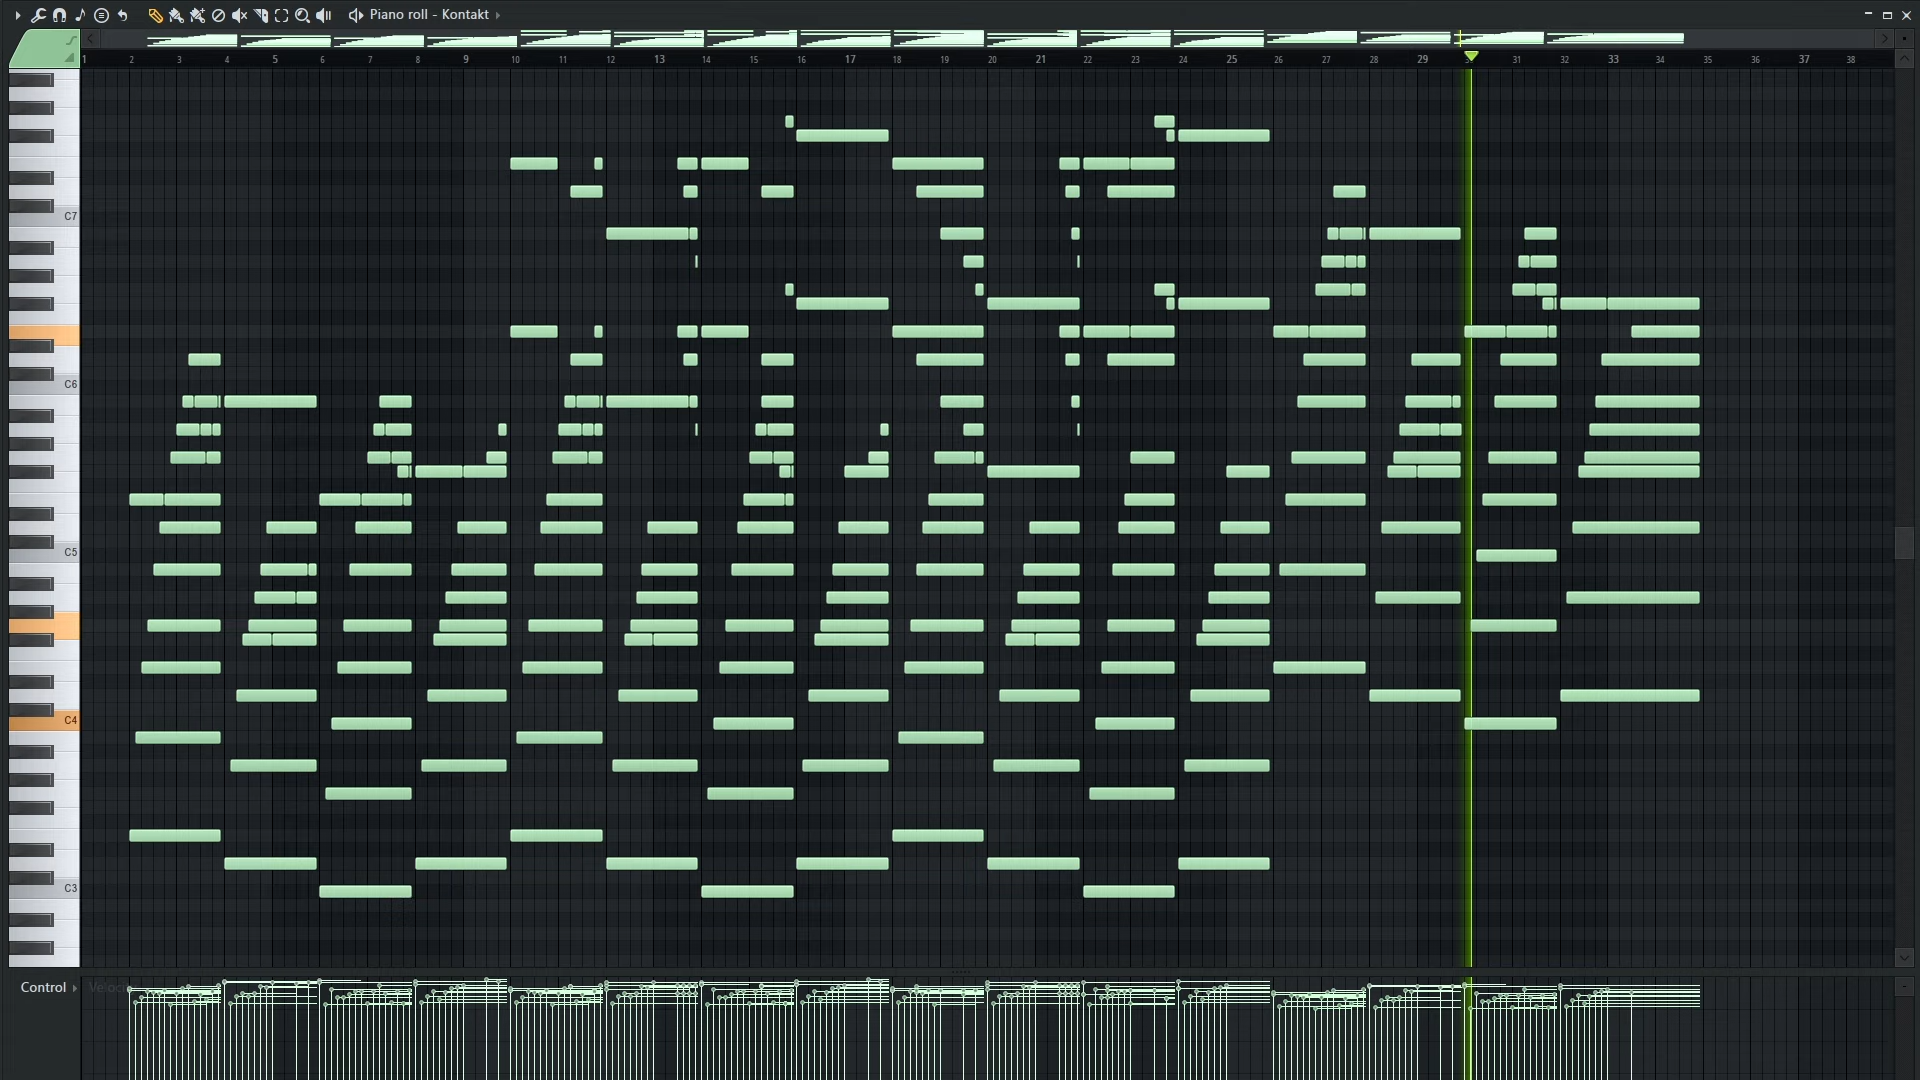 Piano roll - Kontakt
1 2 3 4 5 6 7 8 9 10 11 12 13 14 15 16 17 18 19 20 21 22 23 24 25 26 27 28 29 30 31 32 33 34 35 36 37 38
C7
C6
C5
C4
C3
Control Velocity